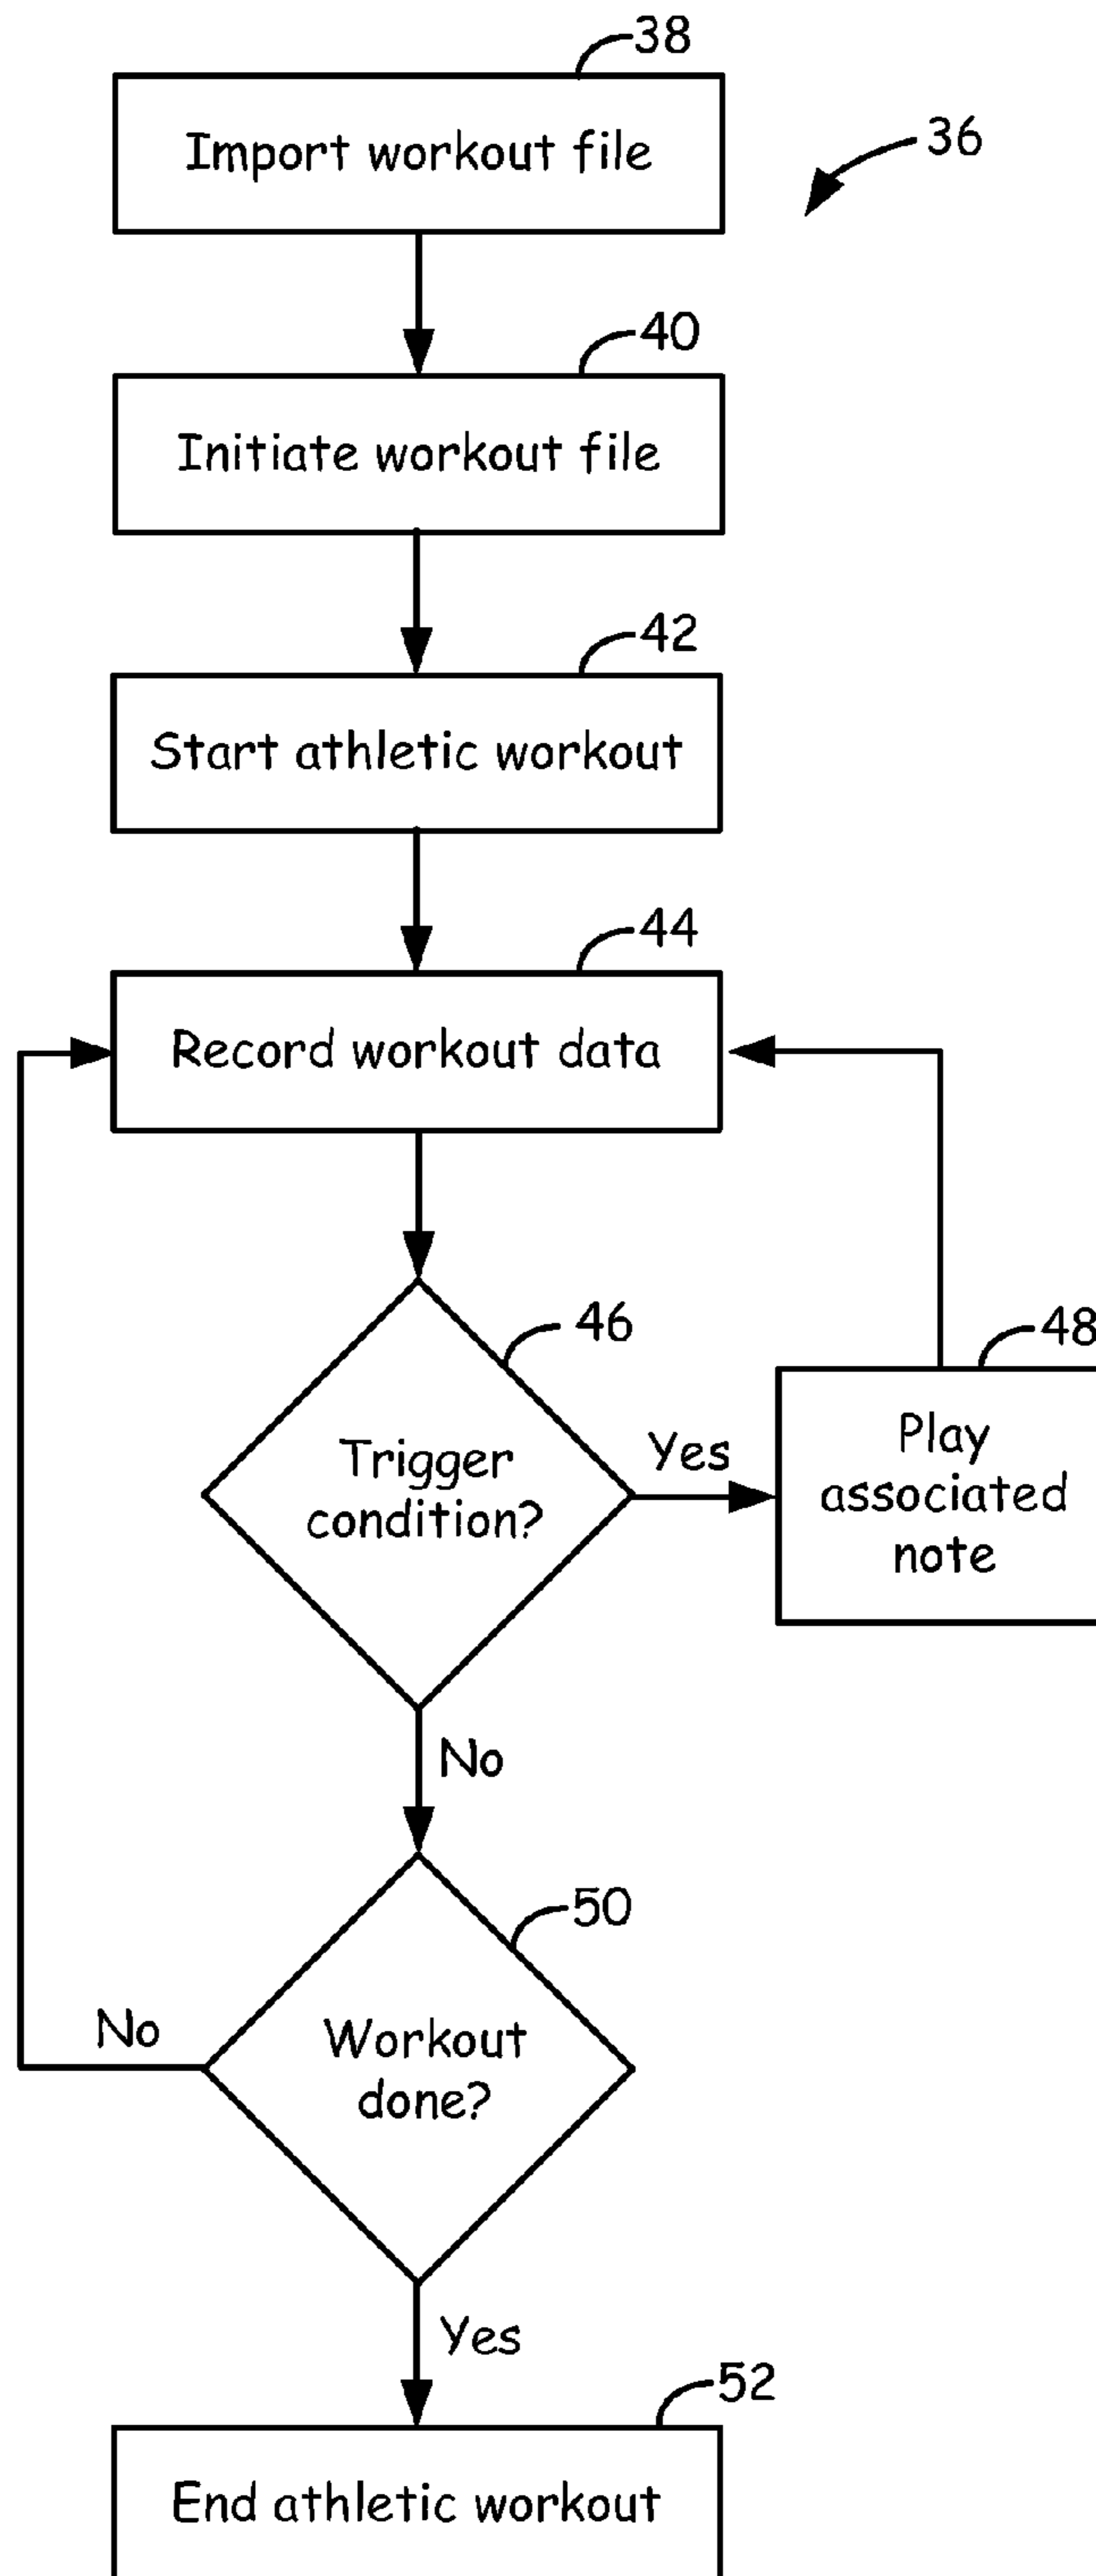 38
Import workout file
36
40
Initiate workout file
42
Start athletic workout
44
Record workout data
46
Trigger
condition?
Yes
48
Play
associated
note
No
50
Workout
done?
No
Yes
52
End athletic workout